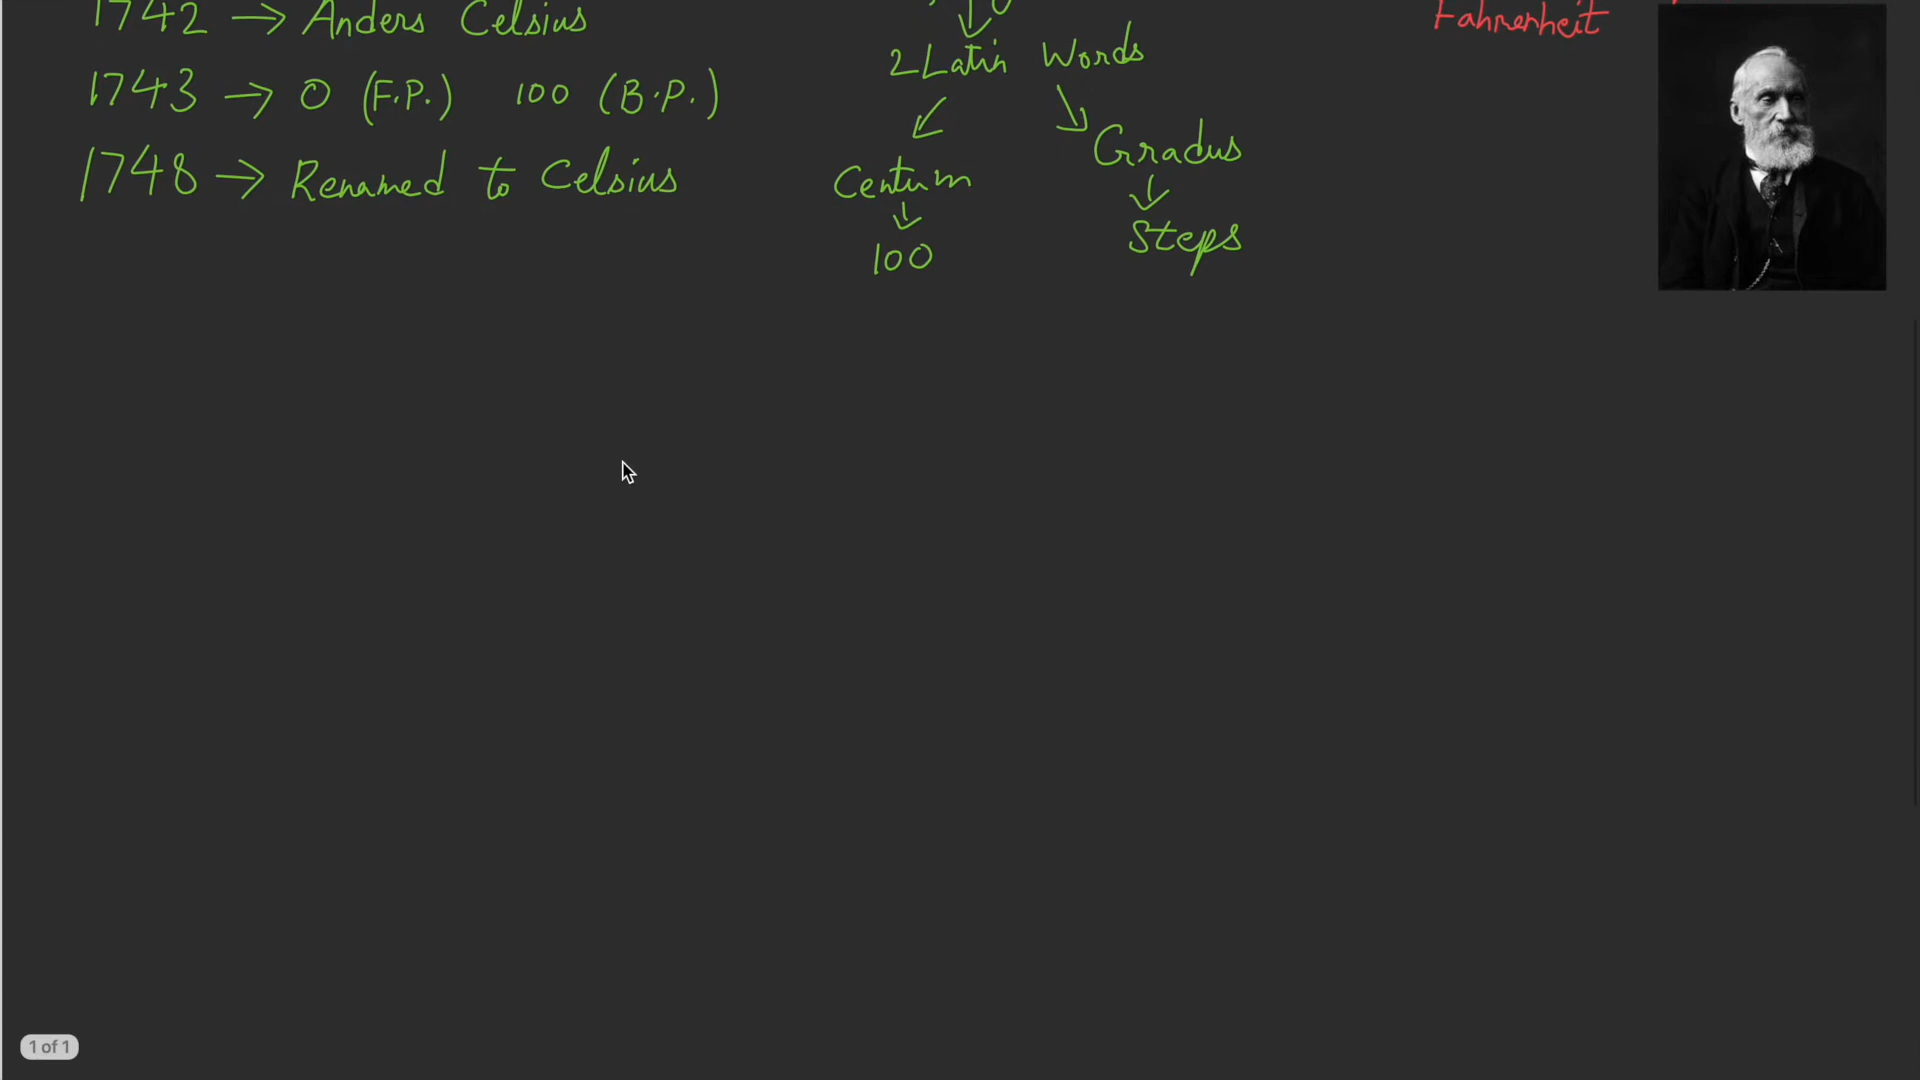 1742 → Anders Celsius
1743 → 0 (F.P.) 100 (B.P.)
1748 → Renamed to Celsius
2 Latin Words
Centum
100
Gradus
Steps
Fahrenheit
1 of 1